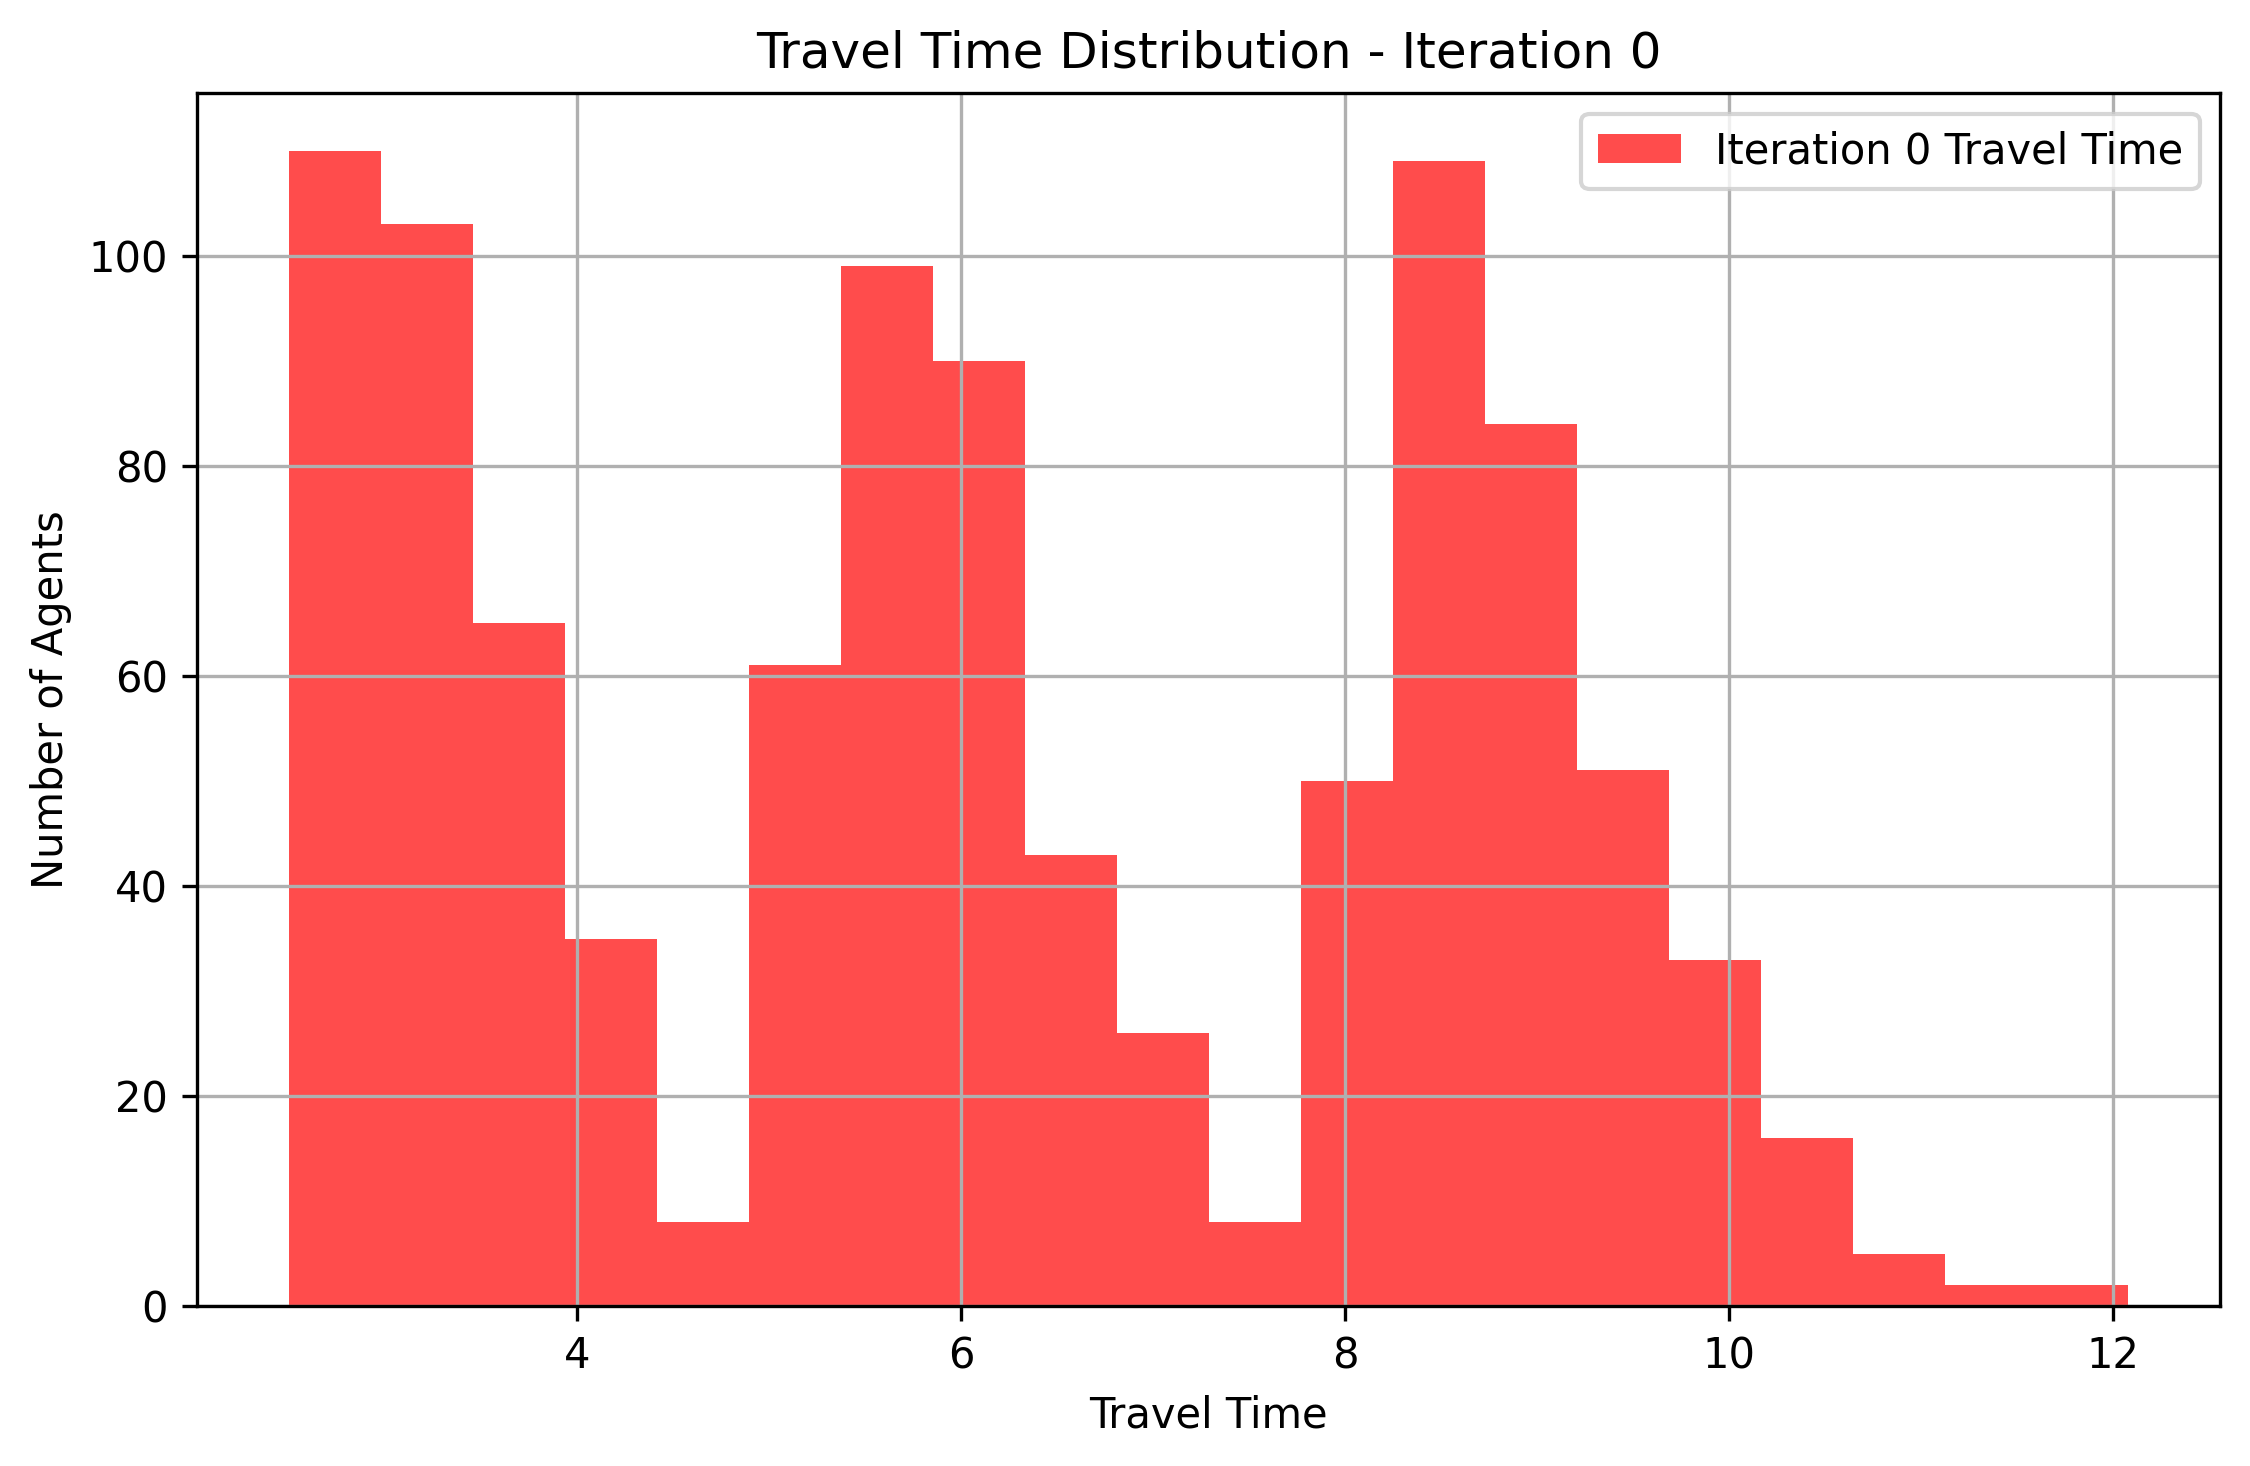 Travel Time Distribution - Iteration 0
Iteration 0 Travel Time
Number of Agents
100
80
60
40
20
0
4 6 8 10 12
Travel Time